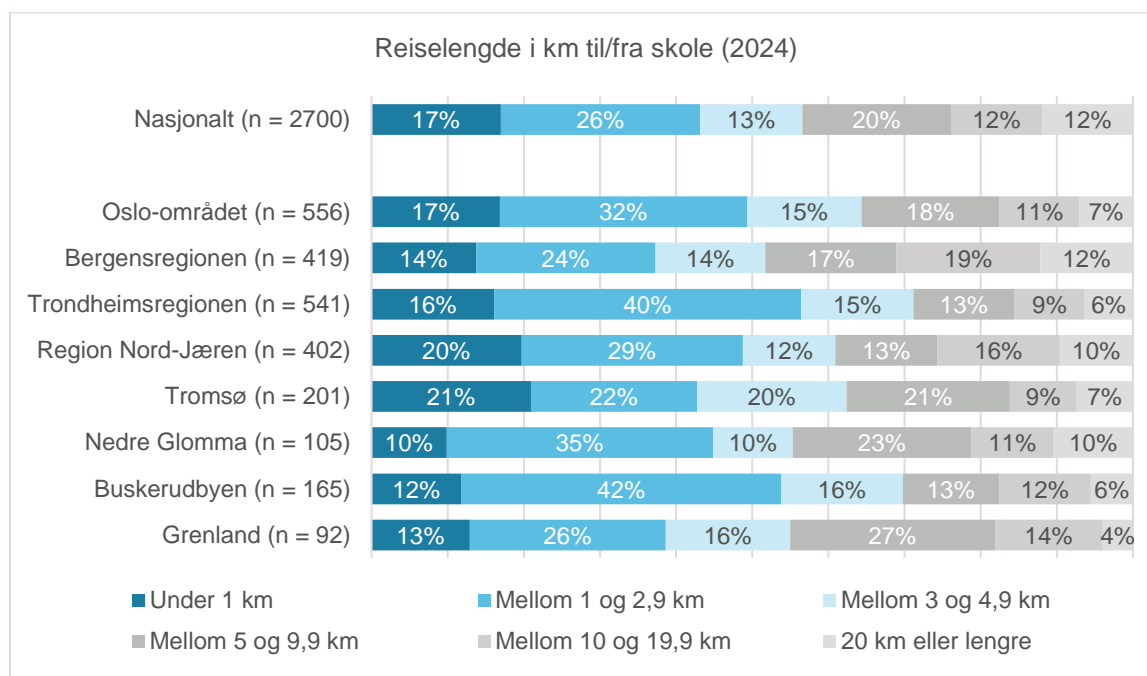 Reiselengde i km til/fra skole (2024)
Nasjonalt (n = 2700) 17% 26% 13% 20% 12% 12%
Oslo-området (n = 556) 17% 32% 15% 18% 11% 7%
Bergensregionen (n = 419) 14% 24% 14% 17% 19% 12%
Trondheimsregionen (n = 541) 16% 40% 15% 13% 9% 6%
Region Nord-Jæren (n = 402) 20% 29% 12% 13% 16% 10%
Tromsø (n = 201) 21% 22% 20% 21% 9% 7%
Nedre Glomma (n = 105) 10% 35% 10% 23% 11% 10%
Buskerudbyen (n = 165) 12% 42% 16% 13% 12% 6%
Grenland (n = 92) 13% 26% 16% 27% 14% 4%
Under 1 km Mellom 1 og 2,9 km Mellom 3 og 4,9 km
Mellom 5 og 9,9 km Mellom 10 og 19,9 km 20 km eller lengre